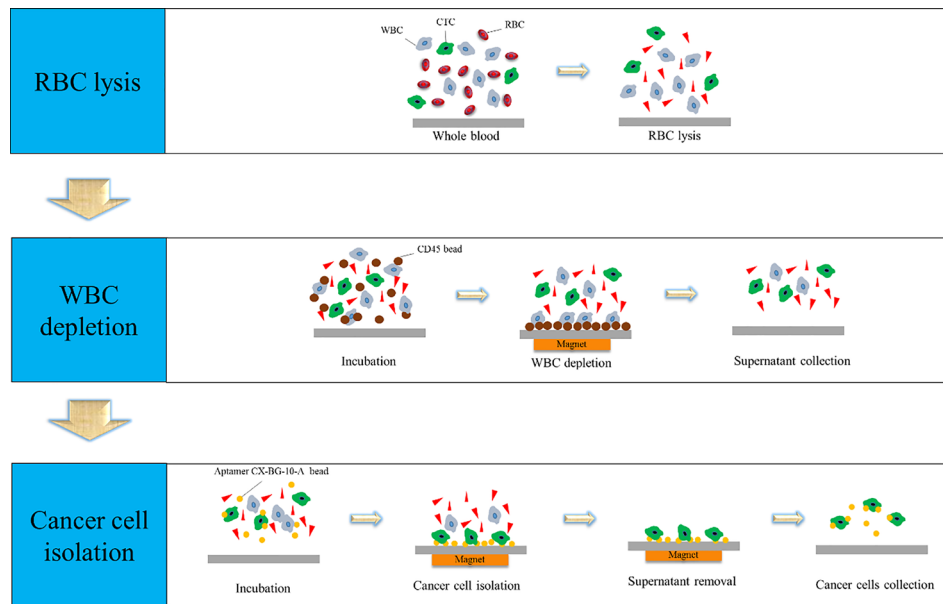 RBC lysis
WBC
CTC
RBC
Whole blood
RBC lysis
WBC
depletion
CD45 bead
Incubation
Magnet
WBC depletion
Supernatant collection
Cancer cell
isolation
Aptamer CX-BG-10-A bead
Incubation
Magnet
Cancer cell isolation
Magnet
Supernatant removal
Cancer cells collection